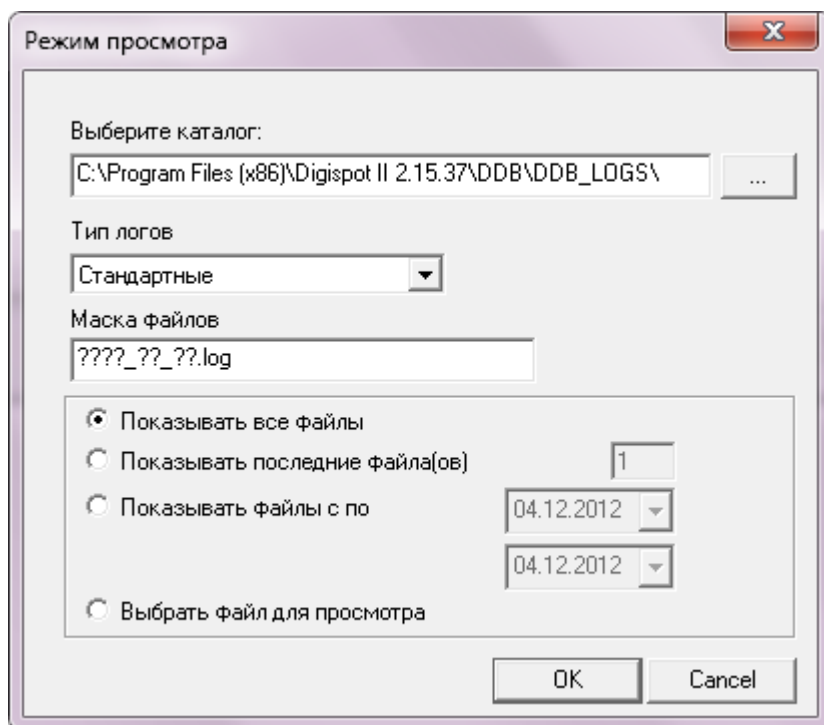 Режим просмотра
Выберите каталог:
C:\Program Files (x86)\Digispot II 2.15.37\DDB\DDB_LOGS\
...
Тип логов
Стандартные
Маска файлов
????_??_??.log
Показывать все файлы
Показывать последние файла(ов) 1
Показывать файлы с по 04.12.2012
04.12.2012
Выбрать файл для просмотра
OK Cancel